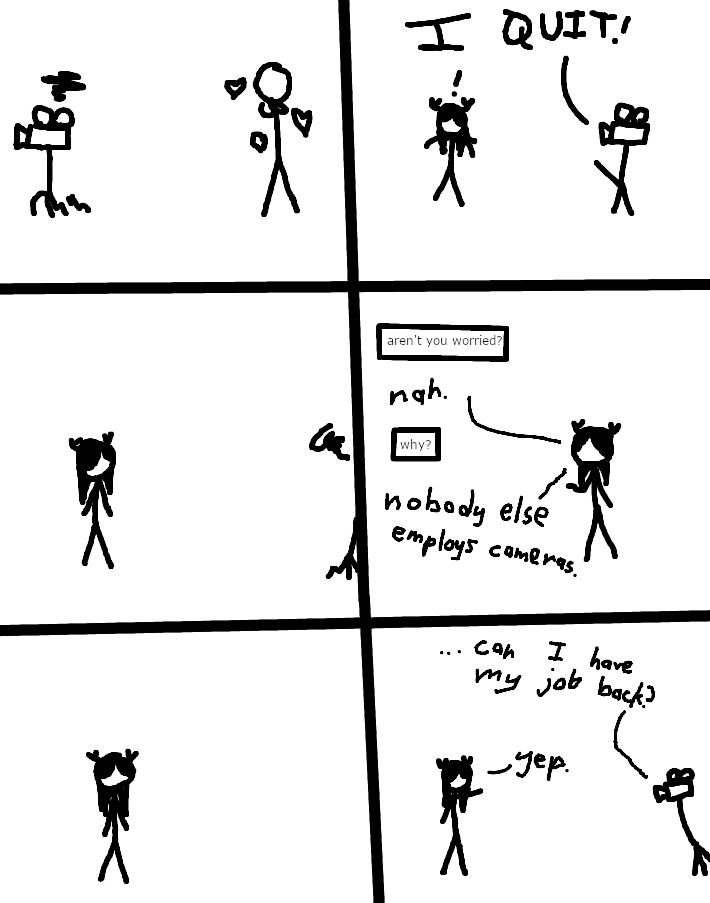 I QUIT!
!
aren't you worried?
nah.
why?
nobody else
employs cameras.
... can I have
my job back?
yep.